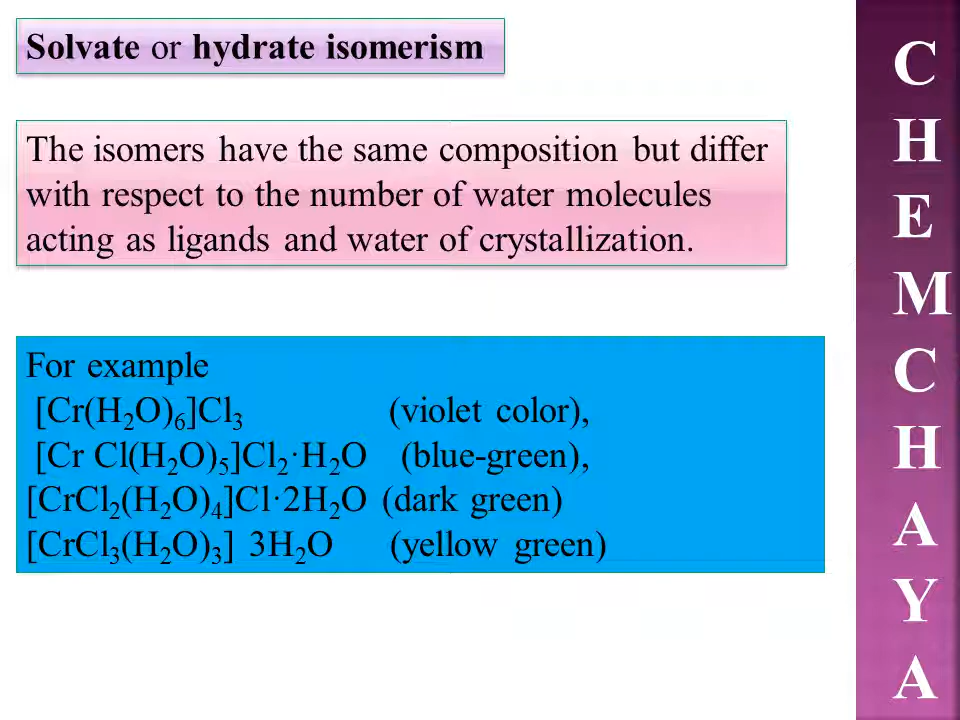 Solvate or hydrate isomerism
The isomers have the same composition but differ
with respect to the number of water molecules
acting as ligands and water of crystallization.
For example
[Cr(H₂O)₆]Cl₃ (violet color),
[Cr Cl(H₂O)₅]Cl₂·H₂O (blue-green),
[CrCl₂(H₂O)₄]Cl·2H₂O (dark green)
[CrCl₃(H₂O)₃] 3H₂O (yellow green)
C
H
E
M
C
H
A
Y
A